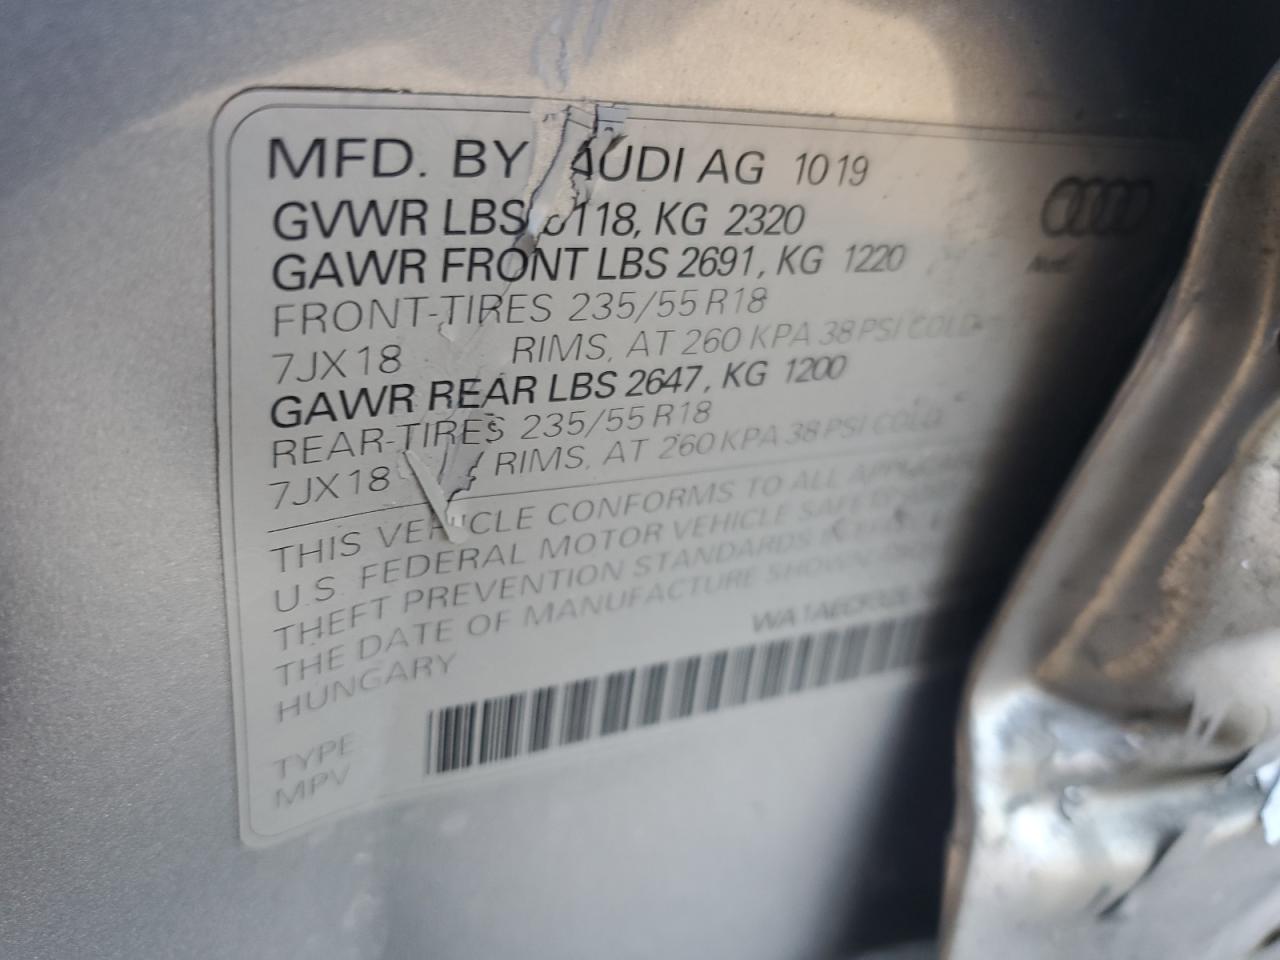 MFD. BY AUDI AG 1019
GVWR LBS 118, KG 2320
GAWR FRONT LBS 2691, KG 1220
FRONT-TIRES 235/55 R18
7JX18 RIMS, AT 260 KPA 38 PSI COLD
GAWR REAR LBS 2647, KG 1200
REAR-TIRES 235/55 R18
7JX18 RIMS, AT 260 KPA 38 PSI COLD
THIS VEHICLE CONFORMS TO ALL
U.S. FEDERAL MOTOR VEHICLE
THEFT PREVENTION STANDARDS
THE DATE OF MANUFACTURE SHOWN
HUNGARY
TYPE
MPV